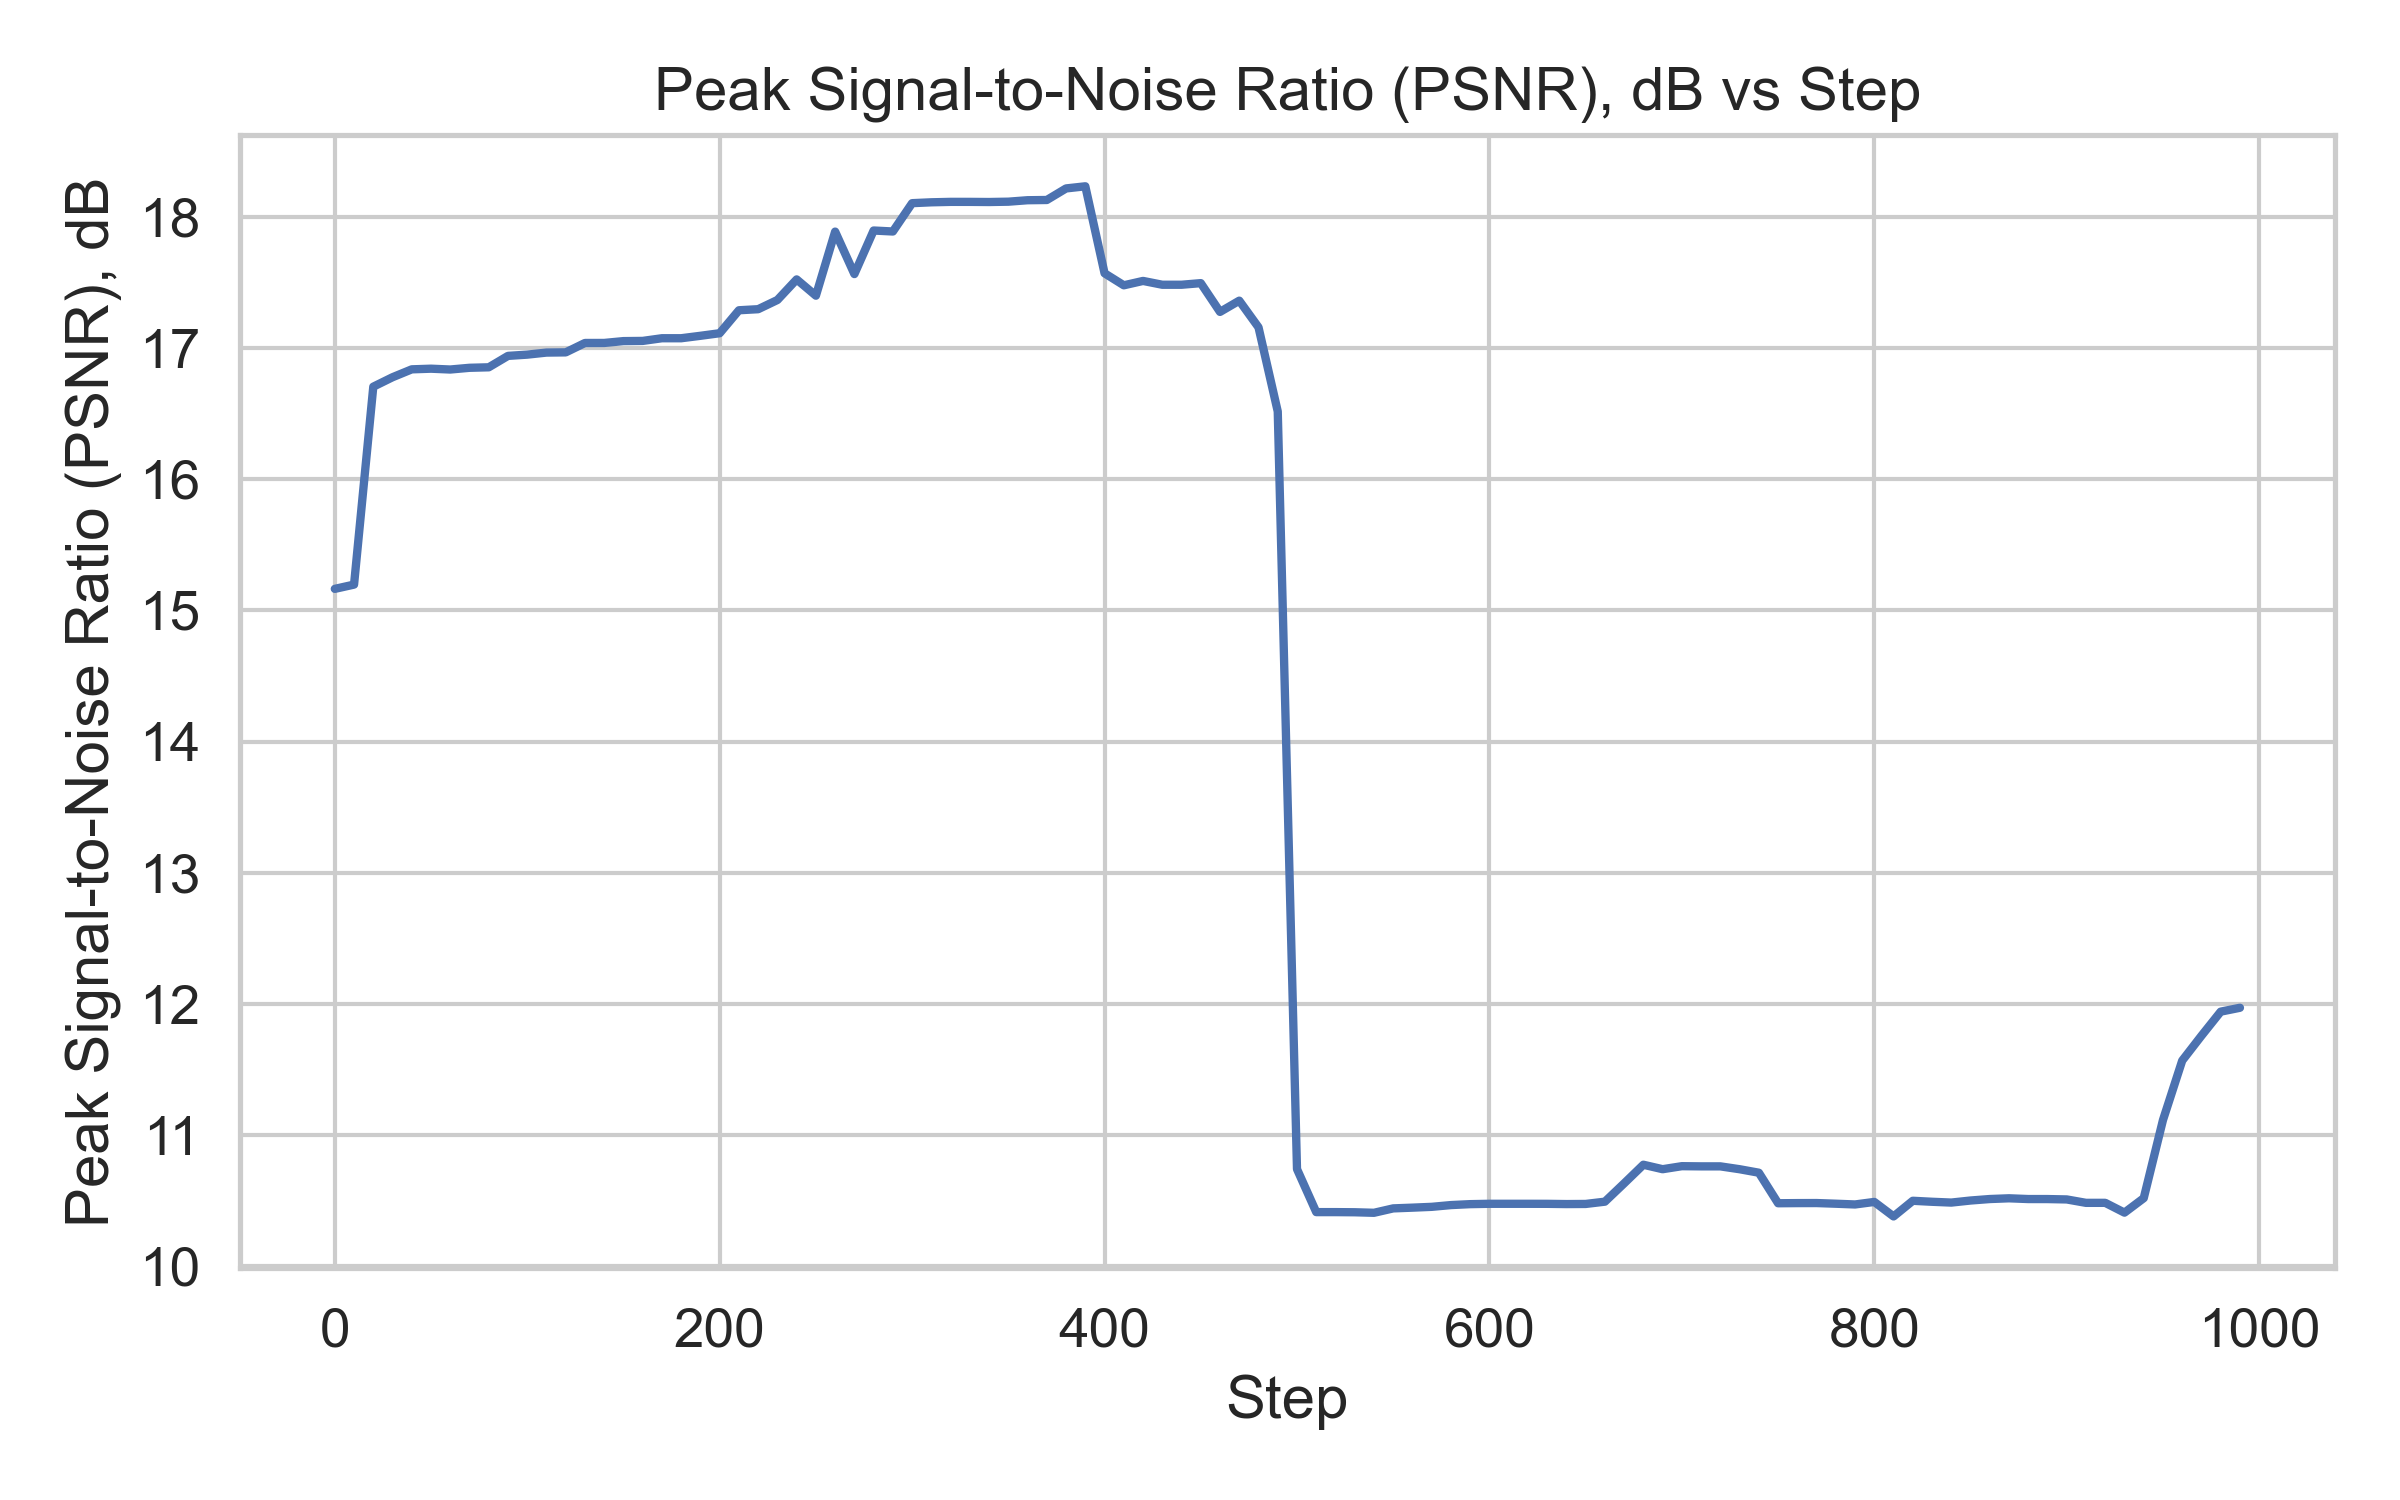 Peak Signal-to-Noise Ratio (PSNR), dB vs Step
Peak Signal-to-Noise Ratio (PSNR), dB
18
17
16
15
14
13
12
11
10
0 200 400 600 800 1000
Step